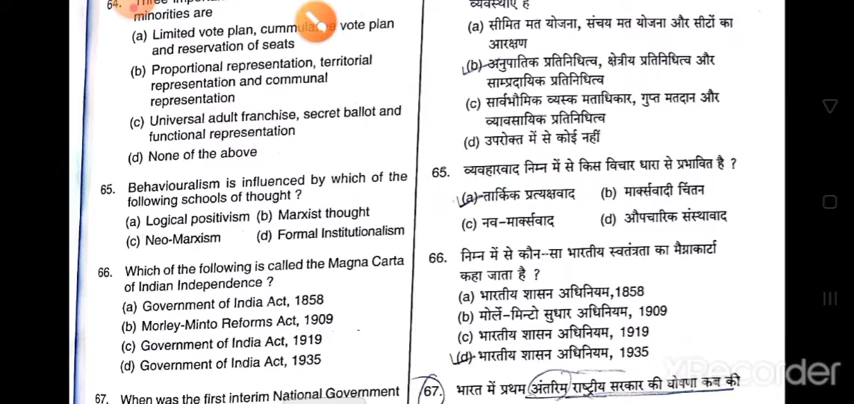 64. Three
minorities are
(a) Limited vote plan, vote plan
and reservation of seats
(b) Proportional representation, territorial
representation and communal
representation
(c) Universal adult franchise, secret ballot and
functional representation
(d) None of the above
65. Behaviouralism is influenced by which of the
following schools of thought ?
(a) Logical positivism (b) Marxist thought
(c) Neo-Marxism (d) Formal Institutionalism
66. Which of the following is called the Magna Carta
of Indian Independence ?
(a) Government of India Act, 1858
(b) Morley-Minto Reforms Act, 1909
(c) Government of India Act, 1919
(d) Government of India Act, 1935
67. When was the first interim National Government
(a) सीमित मत योजना, संचय मत योजना और सीटों का
आरक्षण
(b) अनुपातिक प्रतिनिधित्व, क्षेत्रीय प्रतिनिधित्व और
साम्प्रदायिक प्रतिनिधित्व
(c) सार्वभौमिक व्यस्क मताधिकार, गुप्त मतदान और
व्यावसायिक प्रतिनिधित्व
(d) उपरोक्त में से कोई नहीं
65. व्यवहारवाद निम्न में से किस विचार धारा से प्रभावित है ?
(a) तार्किक प्रत्यक्षवाद (b) मार्क्सवादी चिंतन
(c) नव-मार्क्सवाद (d) औपचारिक संस्थावाद
66. निम्न में से कौन-सा भारतीय स्वतंत्रता का मैग्नाकार्टा
कहा जाता है ?
(a) भारतीय शासन अधिनियम,1858
(b) मोर्ले-मिन्टो सुधार अधिनियम, 1909
(c) भारतीय शासन अधिनियम, 1919
(d) भारतीय शासन अधिनियम, 1935
67. भारत में प्रथम अंतरिम राष्ट्रीय सरकार की घोषणा कब की
XRecorder